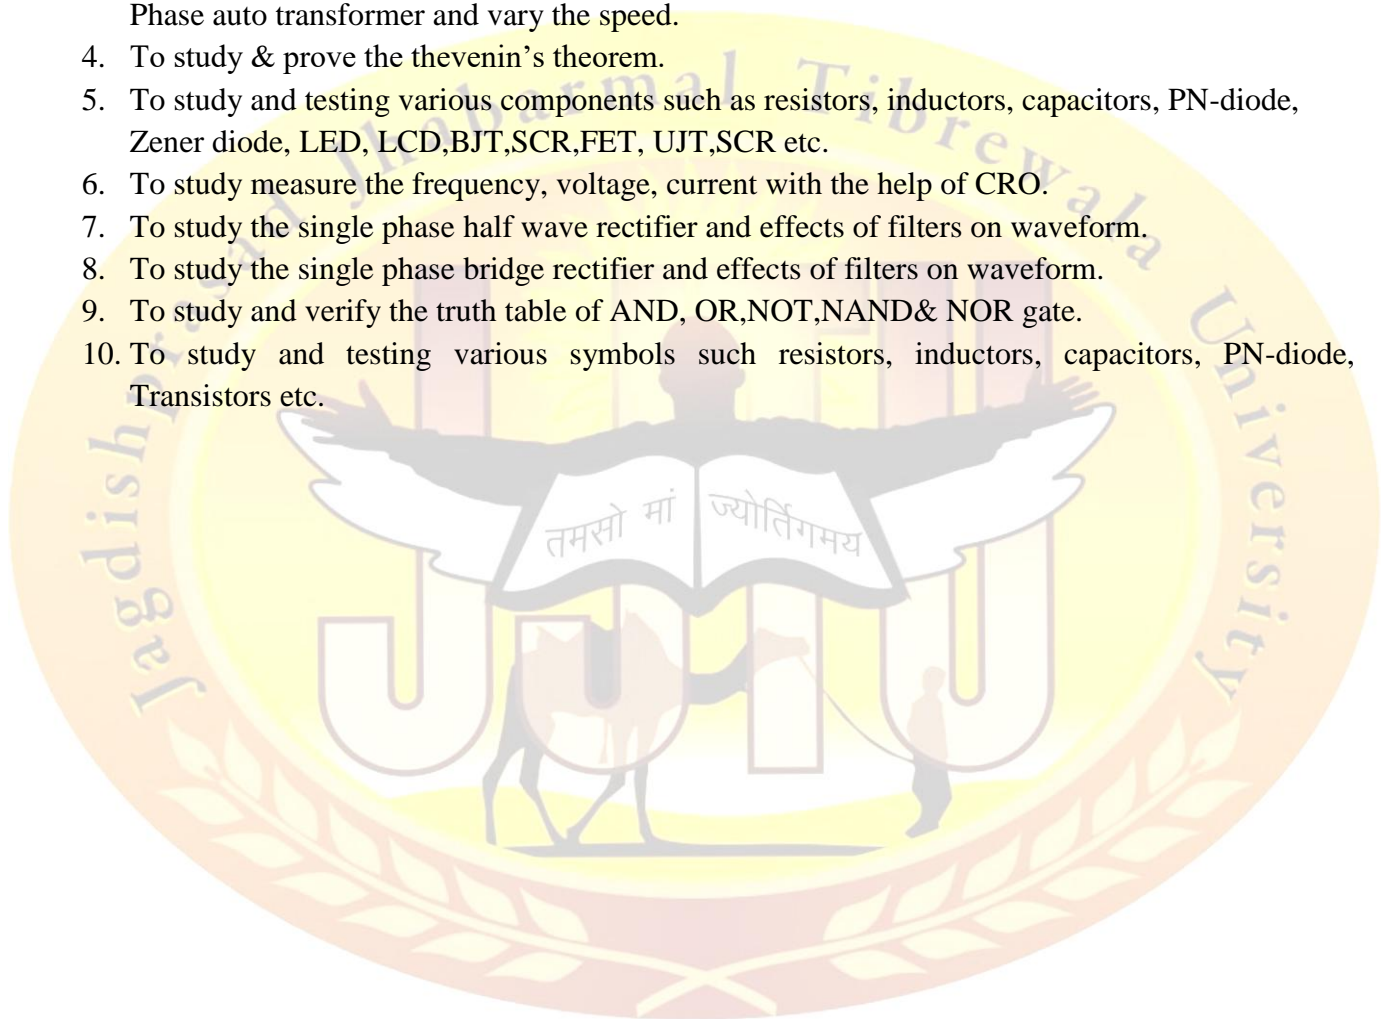 Phase auto transformer and vary the speed.
4. To study & prove the thevenin’s theorem.
5. To study and testing various components such as resistors, inductors, capacitors, PN-diode,
Zener diode, LED, LCD,BJT,SCR,FET, UJT,SCR etc.
6. To study measure the frequency, voltage, current with the help of CRO.
7. To study the single phase half wave rectifier and effects of filters on waveform.
8. To study the single phase bridge rectifier and effects of filters on waveform.
9. To study and verify the truth table of AND, OR,NOT,NAND& NOR gate.
10. To study and testing various symbols such resistors, inductors, capacitors, PN-diode,
Transistors etc.
Jagdishprasad Jhabarmal Tibrewala University
तमसो मां ज्योर्तिगमय
JJTU